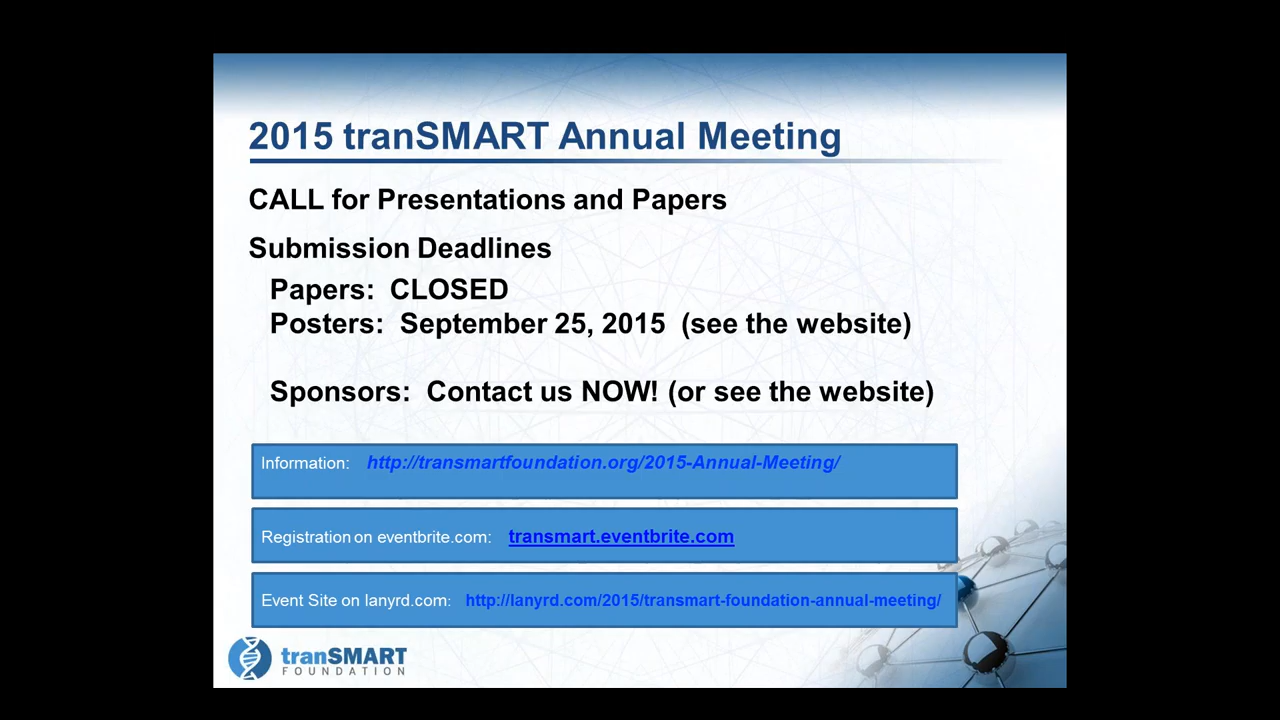 2015 tranSMART Annual Meeting
CALL for Presentations and Papers
Submission Deadlines
Papers: CLOSED
Posters: September 25, 2015 (see the website)
Sponsors: Contact us NOW! (or see the website)
Information: http://transmartfoundation.org/2015-Annual-Meeting/
Registration on eventbrite.com: transmart.eventbrite.com
Event Site on lanyrd.com: http://lanyrd.com/2015/transmart-foundation-annual-meeting/
tranSMART
FOUNDATION